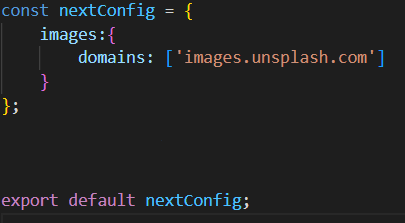 const nextConfig = {
    images:{
        domains: ['images.unsplash.com']
    }
};
export default nextConfig;